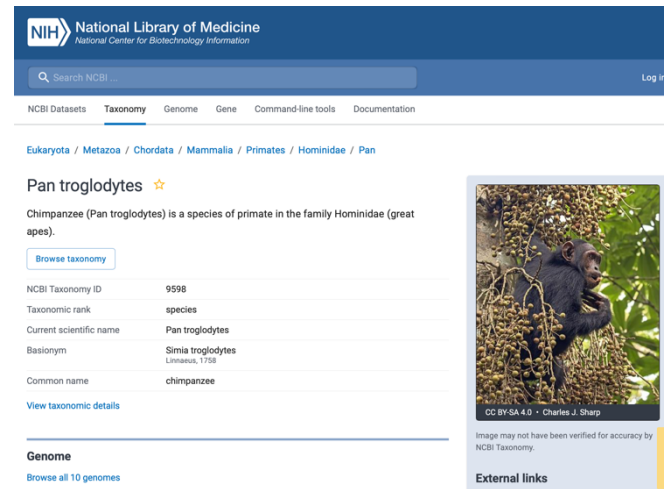 NIH National Library of Medicine
National Center for Biotechnology Information
Search NCBI ...
Log in
NCBI Datasets Taxonomy Genome Gene Command-line tools Documentation
Eukaryota / Metazoa / Chordata / Mammalia / Primates / Hominidae / Pan
Pan troglodytes
Chimpanzee (Pan troglodytes) is a species of primate in the family Hominidae (great
apes).
Browse taxonomy
NCBI Taxonomy ID 9598
Taxonomic rank species
Current scientific name Pan troglodytes
Basionym Simia troglodytes
Linnaeus, 1758
Common name chimpanzee
View taxonomic details
Genome
Browse all 10 genomes
CC BY-SA 4.0 • Charles J. Sharp
Image may not have been verified for accuracy by
NCBI Taxonomy.
External links